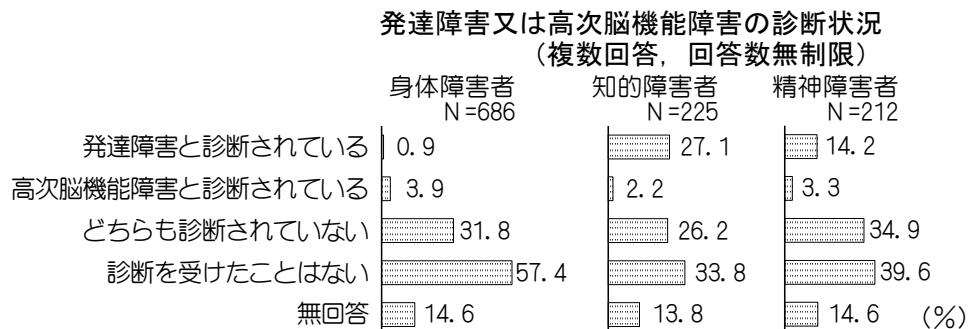 発達障害又は高次脳機能障害の診断状況
（複数回答，回答数無制限）
身体障害者 知的障害者 精神障害者
N=686 N=225 N=212
発達障害と診断されている 0.9 27.1 14.2
高次脳機能障害と診断されている 3.9 2.2 3.3
どちらも診断されていない 31.8 26.2 34.9
診断を受けたことはない 57.4 33.8 39.6
無回答 14.6 13.8 14.6 (%)